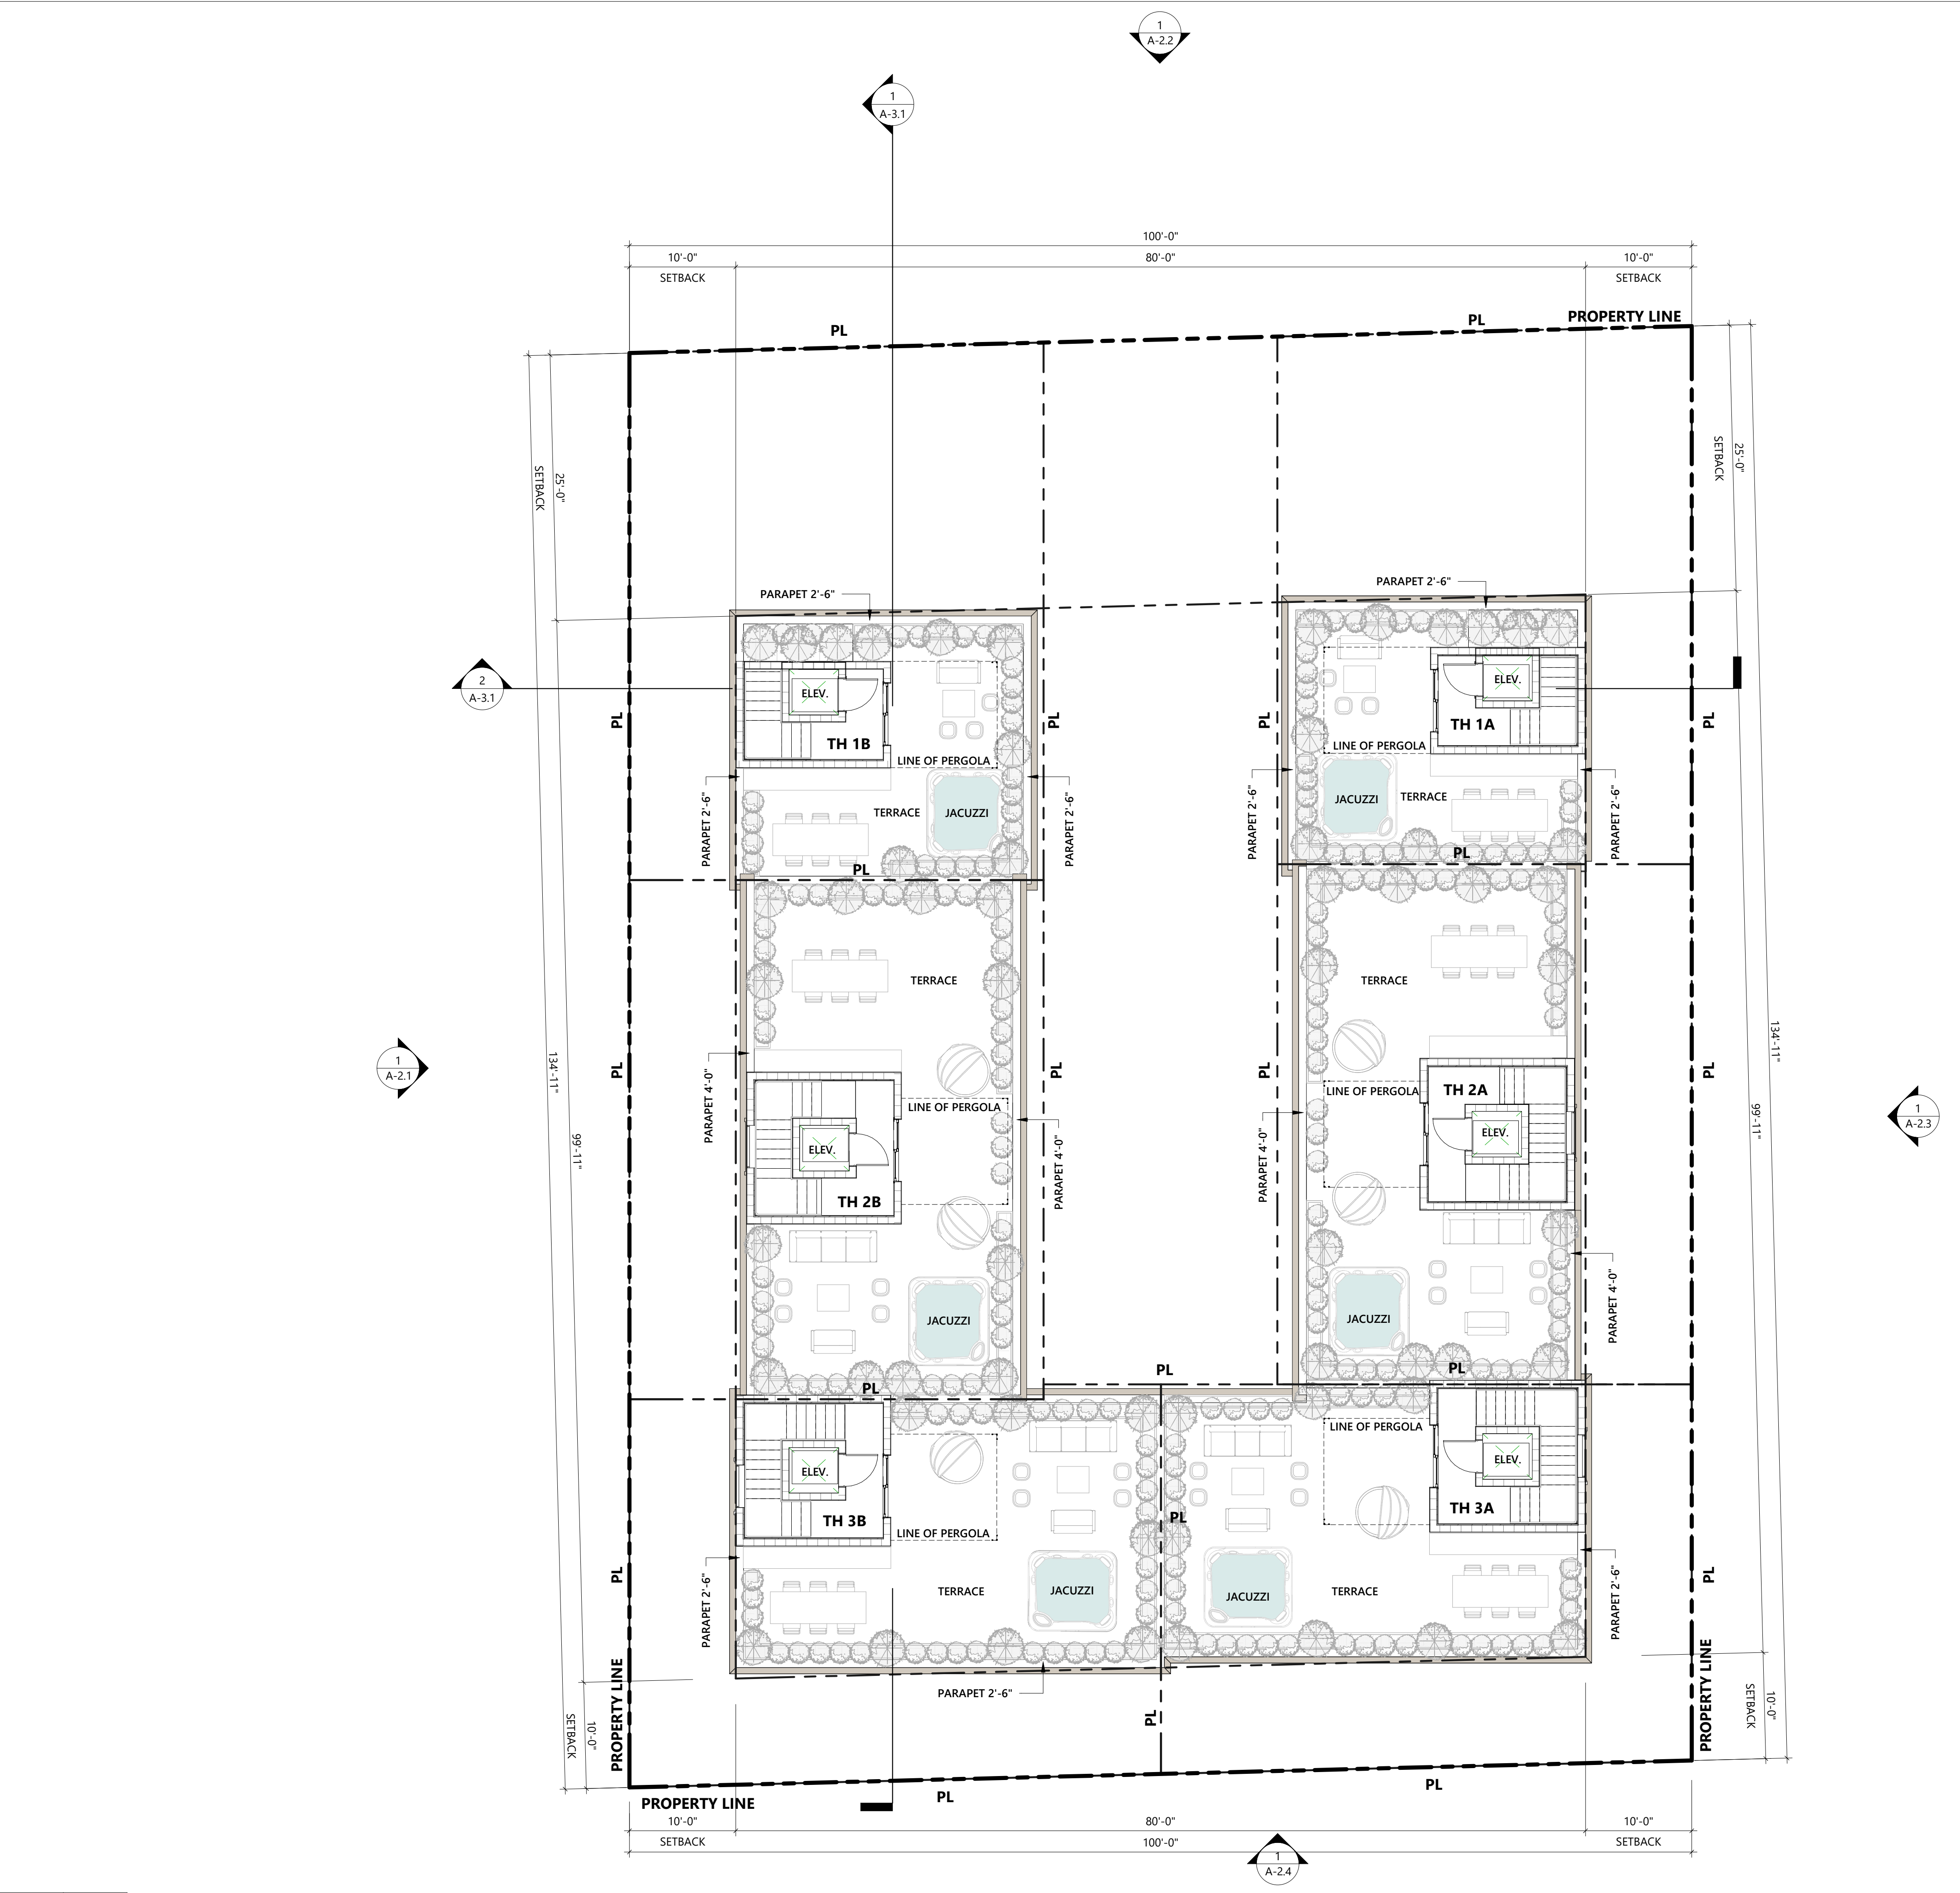 1
A-2.2
1
A-3.1
100'-0"
10'-0"
80'-0"
10'-0"
SETBACK
SETBACK
PL
PL
PROPERTY LINE
SETBACK
25'-0"
SETBACK
25'-0"
PARAPET 2'-6"
PARAPET 2'-6"
2
A-3.1
ELEV.
ELEV.
PL
TH 1B
PL
PL
TH 1A
PL
LINE OF PERGOLA
LINE OF PERGOLA
PARAPET 2'-6"
TERRACE
JACUZZI
PARAPET 2'-6"
PARAPET 2'-6"
JACUZZI
TERRACE
PARAPET 2'-6"
PL
PL
TERRACE
TERRACE
1
A-2.1
134'-11"
99'-11"
PL
PARAPET 4'-0"
LINE OF PERGOLA
PL
PL
LINE OF PERGOLA
TH 2A
PL
134'-11"
99'-11"
1
A-2.3
ELEV.
ELEV.
TH 2B
PARAPET 4'-0"
PARAPET 4'-0"
JACUZZI
JACUZZI
PARAPET 4'-0"
PL
PL
PL
LINE OF PERGOLA
ELEV.
ELEV.
TH 3B
LINE OF PERGOLA
PL
TH 3A
PL
PARAPET 2'-6"
TERRACE
JACUZZI
JACUZZI
TERRACE
PARAPET 2'-6"
PL
PARAPET 2'-6"
PROPERTY LINE
SETBACK
10'-0"
PL
PROPERTY LINE
SETBACK
10'-0"
PROPERTY LINE
PL
PL
10'-0"
80'-0"
10'-0"
SETBACK
100'-0"
SETBACK
1
A-2.4